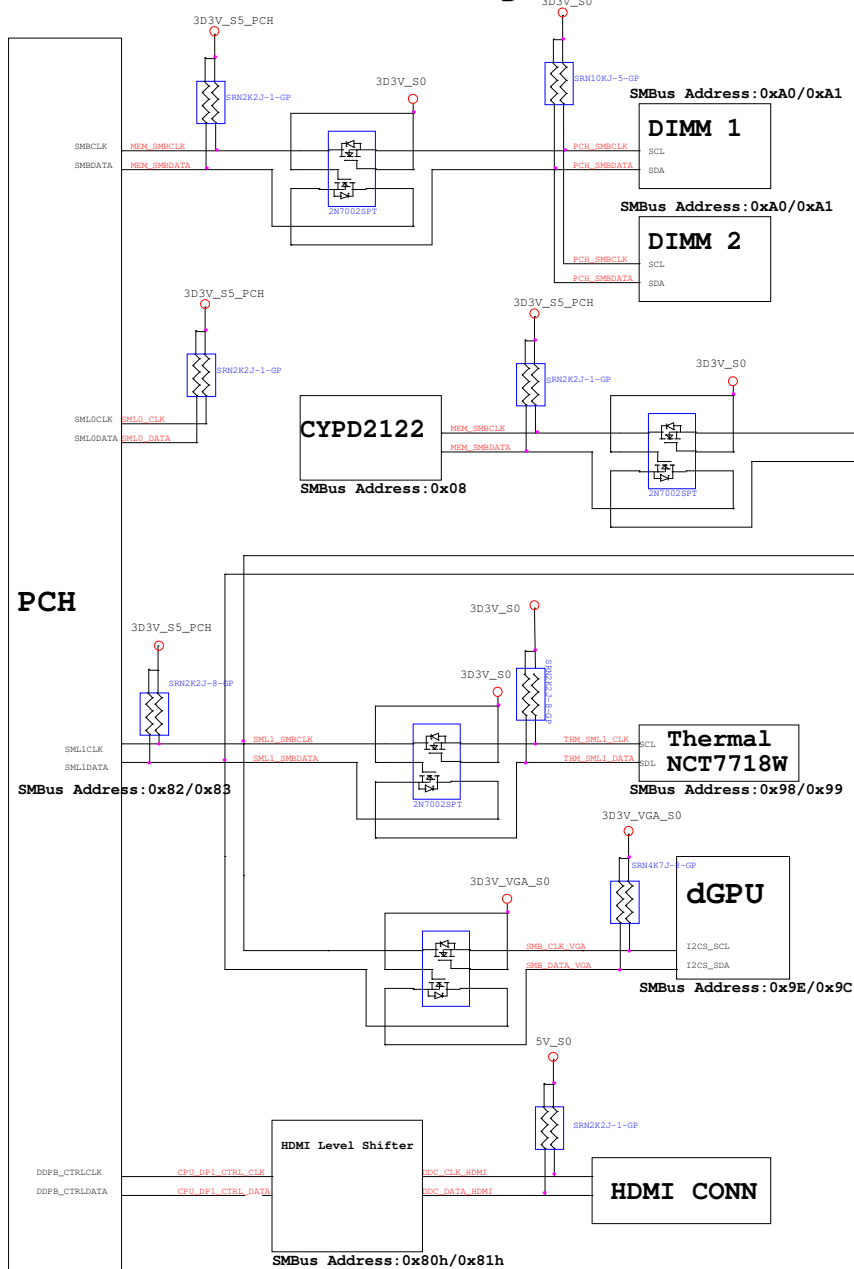 3D3V_S0
3D3V_S5_PCH
3D3V_S0
SRN2K2J-1-GP
SRN10KJ-5-GP
SMBus Address:0xA0/0xA1
DIMM 1
SMBCLK
MEM_SMBCLK
PCH_SMBCLK
SCL
SMBDATA
MEM_SMBDATA
PCH_SMBDATA
SDA
2N7002SPT
SMBus Address:0xA0/0xA1
DIMM 2
PCH_SMBCLK
SCL
PCH_SMBDATA
SDA
3D3V_S5_PCH
3D3V_S5_PCH
3D3V_S0
SRN2K2J-1-GP
SRN2K2J-1-GP
SML0CLK
SML0_CLK
SML0DATA
SML0_DATA
CYPD2122
MEM_SMBCLK
MEM_SMBDATA
SMBus Address:0x08
2N7002SPT
PCH
3D3V_S0
3D3V_S5_PCH
3D3V_S0
SRN2K2J-8-GP
SRN2K2J-8-GP
SML1CLK
SML1_SMBCLK
THM_SML1_CLK
SCL
Thermal
SML1DATA
SML1_SMBDATA
THM_SML1_DATA
SDL
NCT7718W
SMBus Address:0x82/0x83
2N7002SPT
SMBus Address:0x98/0x99
3D3V_VGA_S0
SRN4K7J-8-GP
3D3V_VGA_S0
dGPU
SMB_CLK_VGA
I2CS_SCL
SMB_DATA_VGA
I2CS_SDA
SMBus Address:0x9E/0x9C
5V_S0
SRN2K2J-1-GP
HDMI Level Shifter
DDPB_CTRLCLK
CPU_DP1_CTRL_CLK
DDC_CLK_HDMI
DDPB_CTRLDATA
CPU_DP1_CTRL_DATA
DDC_DATA_HDMI
HDMI CONN
SMBus Address:0x80h/0x81h